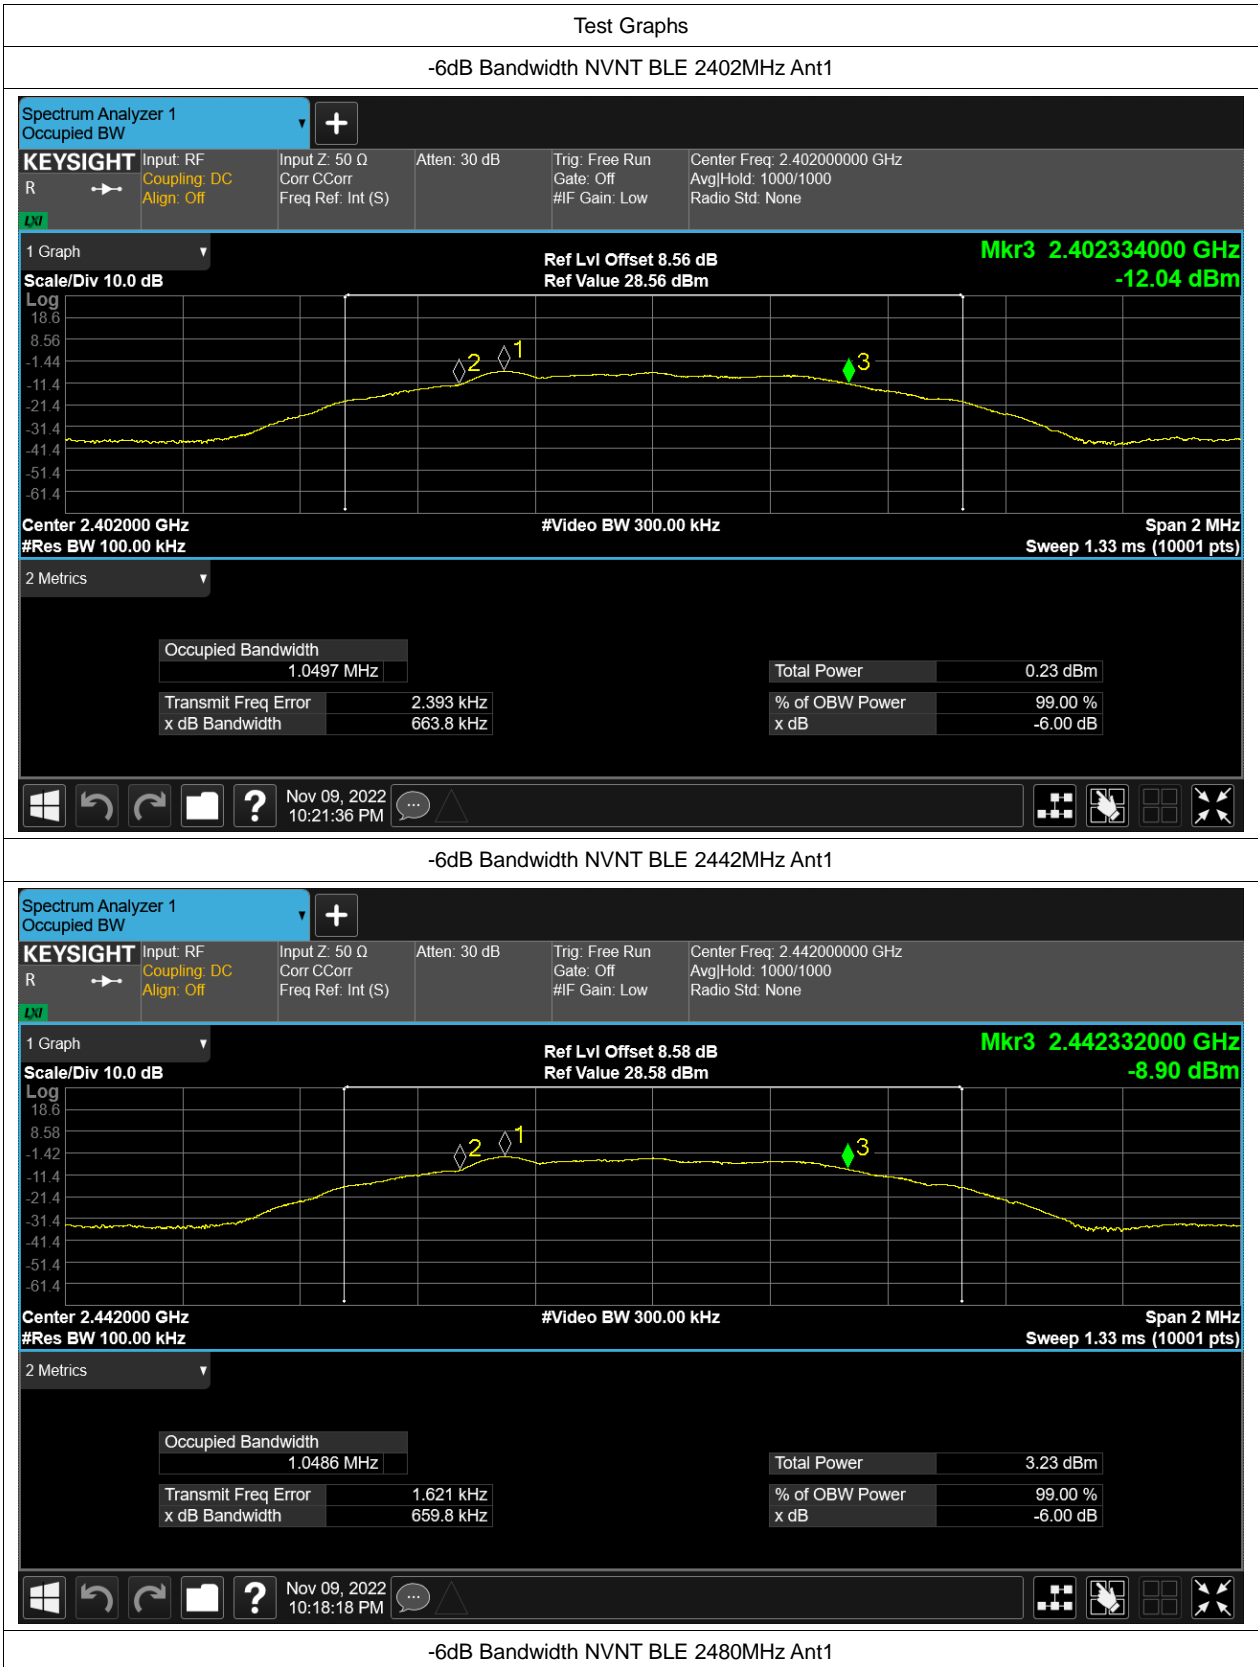 Test Graphs
-6dB Bandwidth NVNT BLE 2402MHz Ant1
Spectrum Analyzer 1
Occupied BW
KEYSIGHT
R
LXI
Input: RF
Coupling: DC
Align: Off
Input Z: 50 Ω
Corr CCorr
Freq Ref: Int (S)
Atten: 30 dB
Trig: Free Run
Gate: Off
#IF Gain: Low
Center Freq: 2.402000000 GHz
Avg|Hold: 1000/1000
Radio Std: None
1 Graph
Scale/Div 10.0 dB
Ref Lvl Offset 8.56 dB
Ref Value 28.56 dBm
Mkr3 2.402334000 GHz
-12.04 dBm
Log
18.6
8.56
-1.44
-11.4
-21.4
-31.4
-41.4
-51.4
-61.4
2
1
3
Center 2.402000 GHz
#Res BW 100.00 kHz
#Video BW 300.00 kHz
Span 2 MHz
Sweep 1.33 ms (10001 pts)
2 Metrics
Occupied Bandwidth
1.0497 MHz
Transmit Freq Error 2.393 kHz
x dB Bandwidth 663.8 kHz
Total Power 0.23 dBm
% of OBW Power 99.00 %
x dB -6.00 dB
?
Nov 09, 2022
10:21:36 PM
-6dB Bandwidth NVNT BLE 2442MHz Ant1
Spectrum Analyzer 1
Occupied BW
KEYSIGHT
R
LXI
Input: RF
Coupling: DC
Align: Off
Input Z: 50 Ω
Corr CCorr
Freq Ref: Int (S)
Atten: 30 dB
Trig: Free Run
Gate: Off
#IF Gain: Low
Center Freq: 2.442000000 GHz
Avg|Hold: 1000/1000
Radio Std: None
1 Graph
Scale/Div 10.0 dB
Ref Lvl Offset 8.58 dB
Ref Value 28.58 dBm
Mkr3 2.442332000 GHz
-8.90 dBm
Log
18.6
8.58
-1.42
-11.4
-21.4
-31.4
-41.4
-51.4
-61.4
2
1
3
Center 2.442000 GHz
#Res BW 100.00 kHz
#Video BW 300.00 kHz
Span 2 MHz
Sweep 1.33 ms (10001 pts)
2 Metrics
Occupied Bandwidth
1.0486 MHz
Transmit Freq Error 1.621 kHz
x dB Bandwidth 659.8 kHz
Total Power 3.23 dBm
% of OBW Power 99.00 %
x dB -6.00 dB
?
Nov 09, 2022
10:18:18 PM
-6dB Bandwidth NVNT BLE 2480MHz Ant1